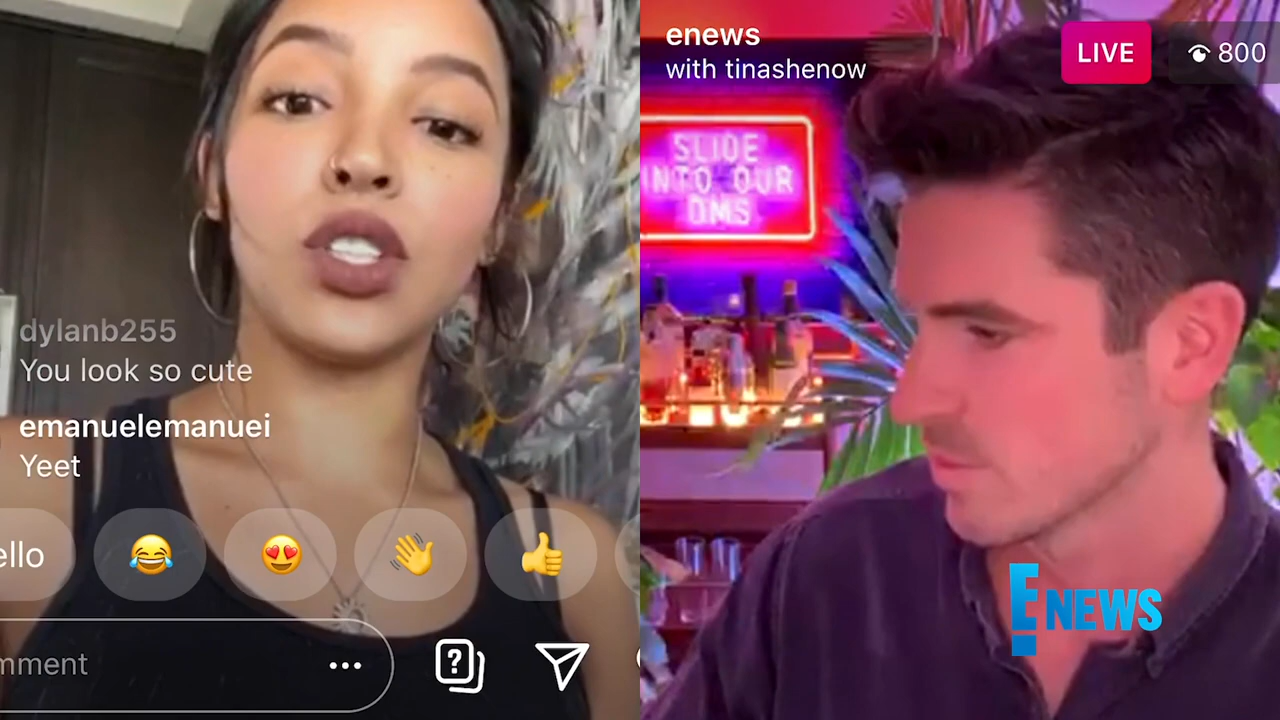 dylanb255
You look so cute
emanuelemanuei
Yeet
ello
mment
enews
with tinashenow
LIVE
800
SLIDE
INTO OUR
DMS
E! NEWS